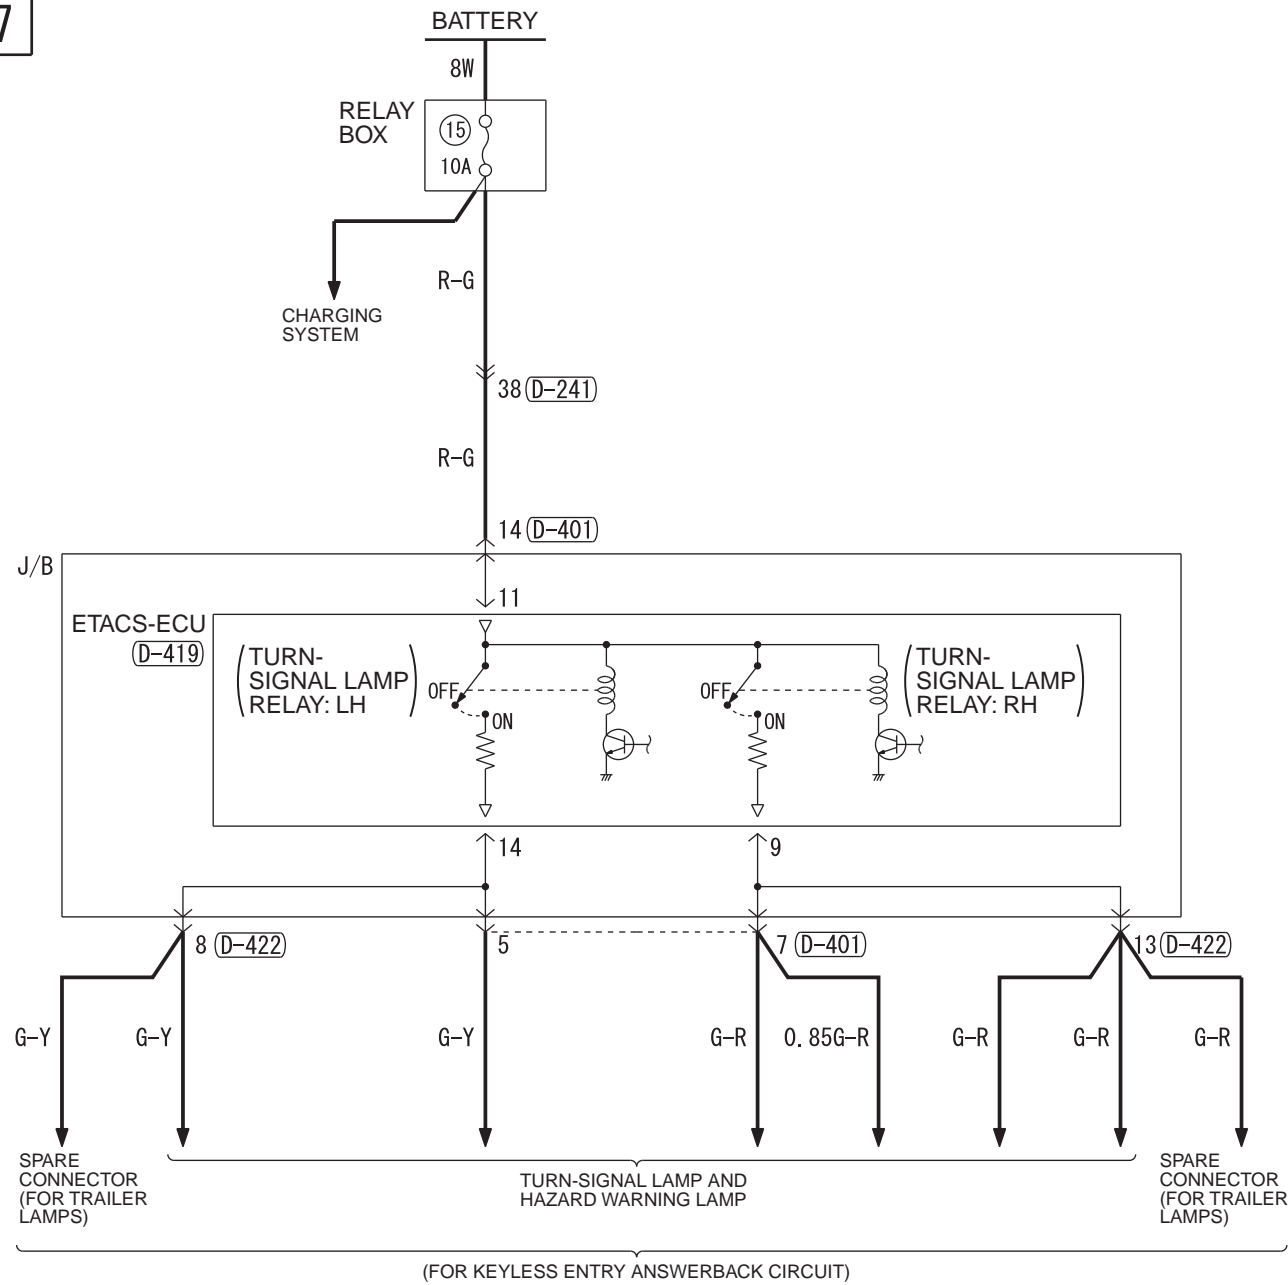 7
BATTERY
8W
RELAY
BOX
15
10A
R-G
CHARGING
SYSTEM
38 D-241
R-G
14 D-401
J/B
11
ETACS-ECU
D-419
(TURN-
SIGNAL LAMP
RELAY: LH)
OFF
ON
OFF
ON
(TURN-
SIGNAL LAMP
RELAY: RH)
14
9
8 D-422
5
7 D-401
13 D-422
G-Y
G-Y
G-Y
G-R
0.85G-R
G-R
G-R
G-R
SPARE
CONNECTOR
(FOR TRAILER
LAMPS)
TURN-SIGNAL LAMP AND
HAZARD WARNING LAMP
SPARE
CONNECTOR
(FOR TRAILER
LAMPS)
(FOR KEYLESS ENTRY ANSWERBACK CIRCUIT)